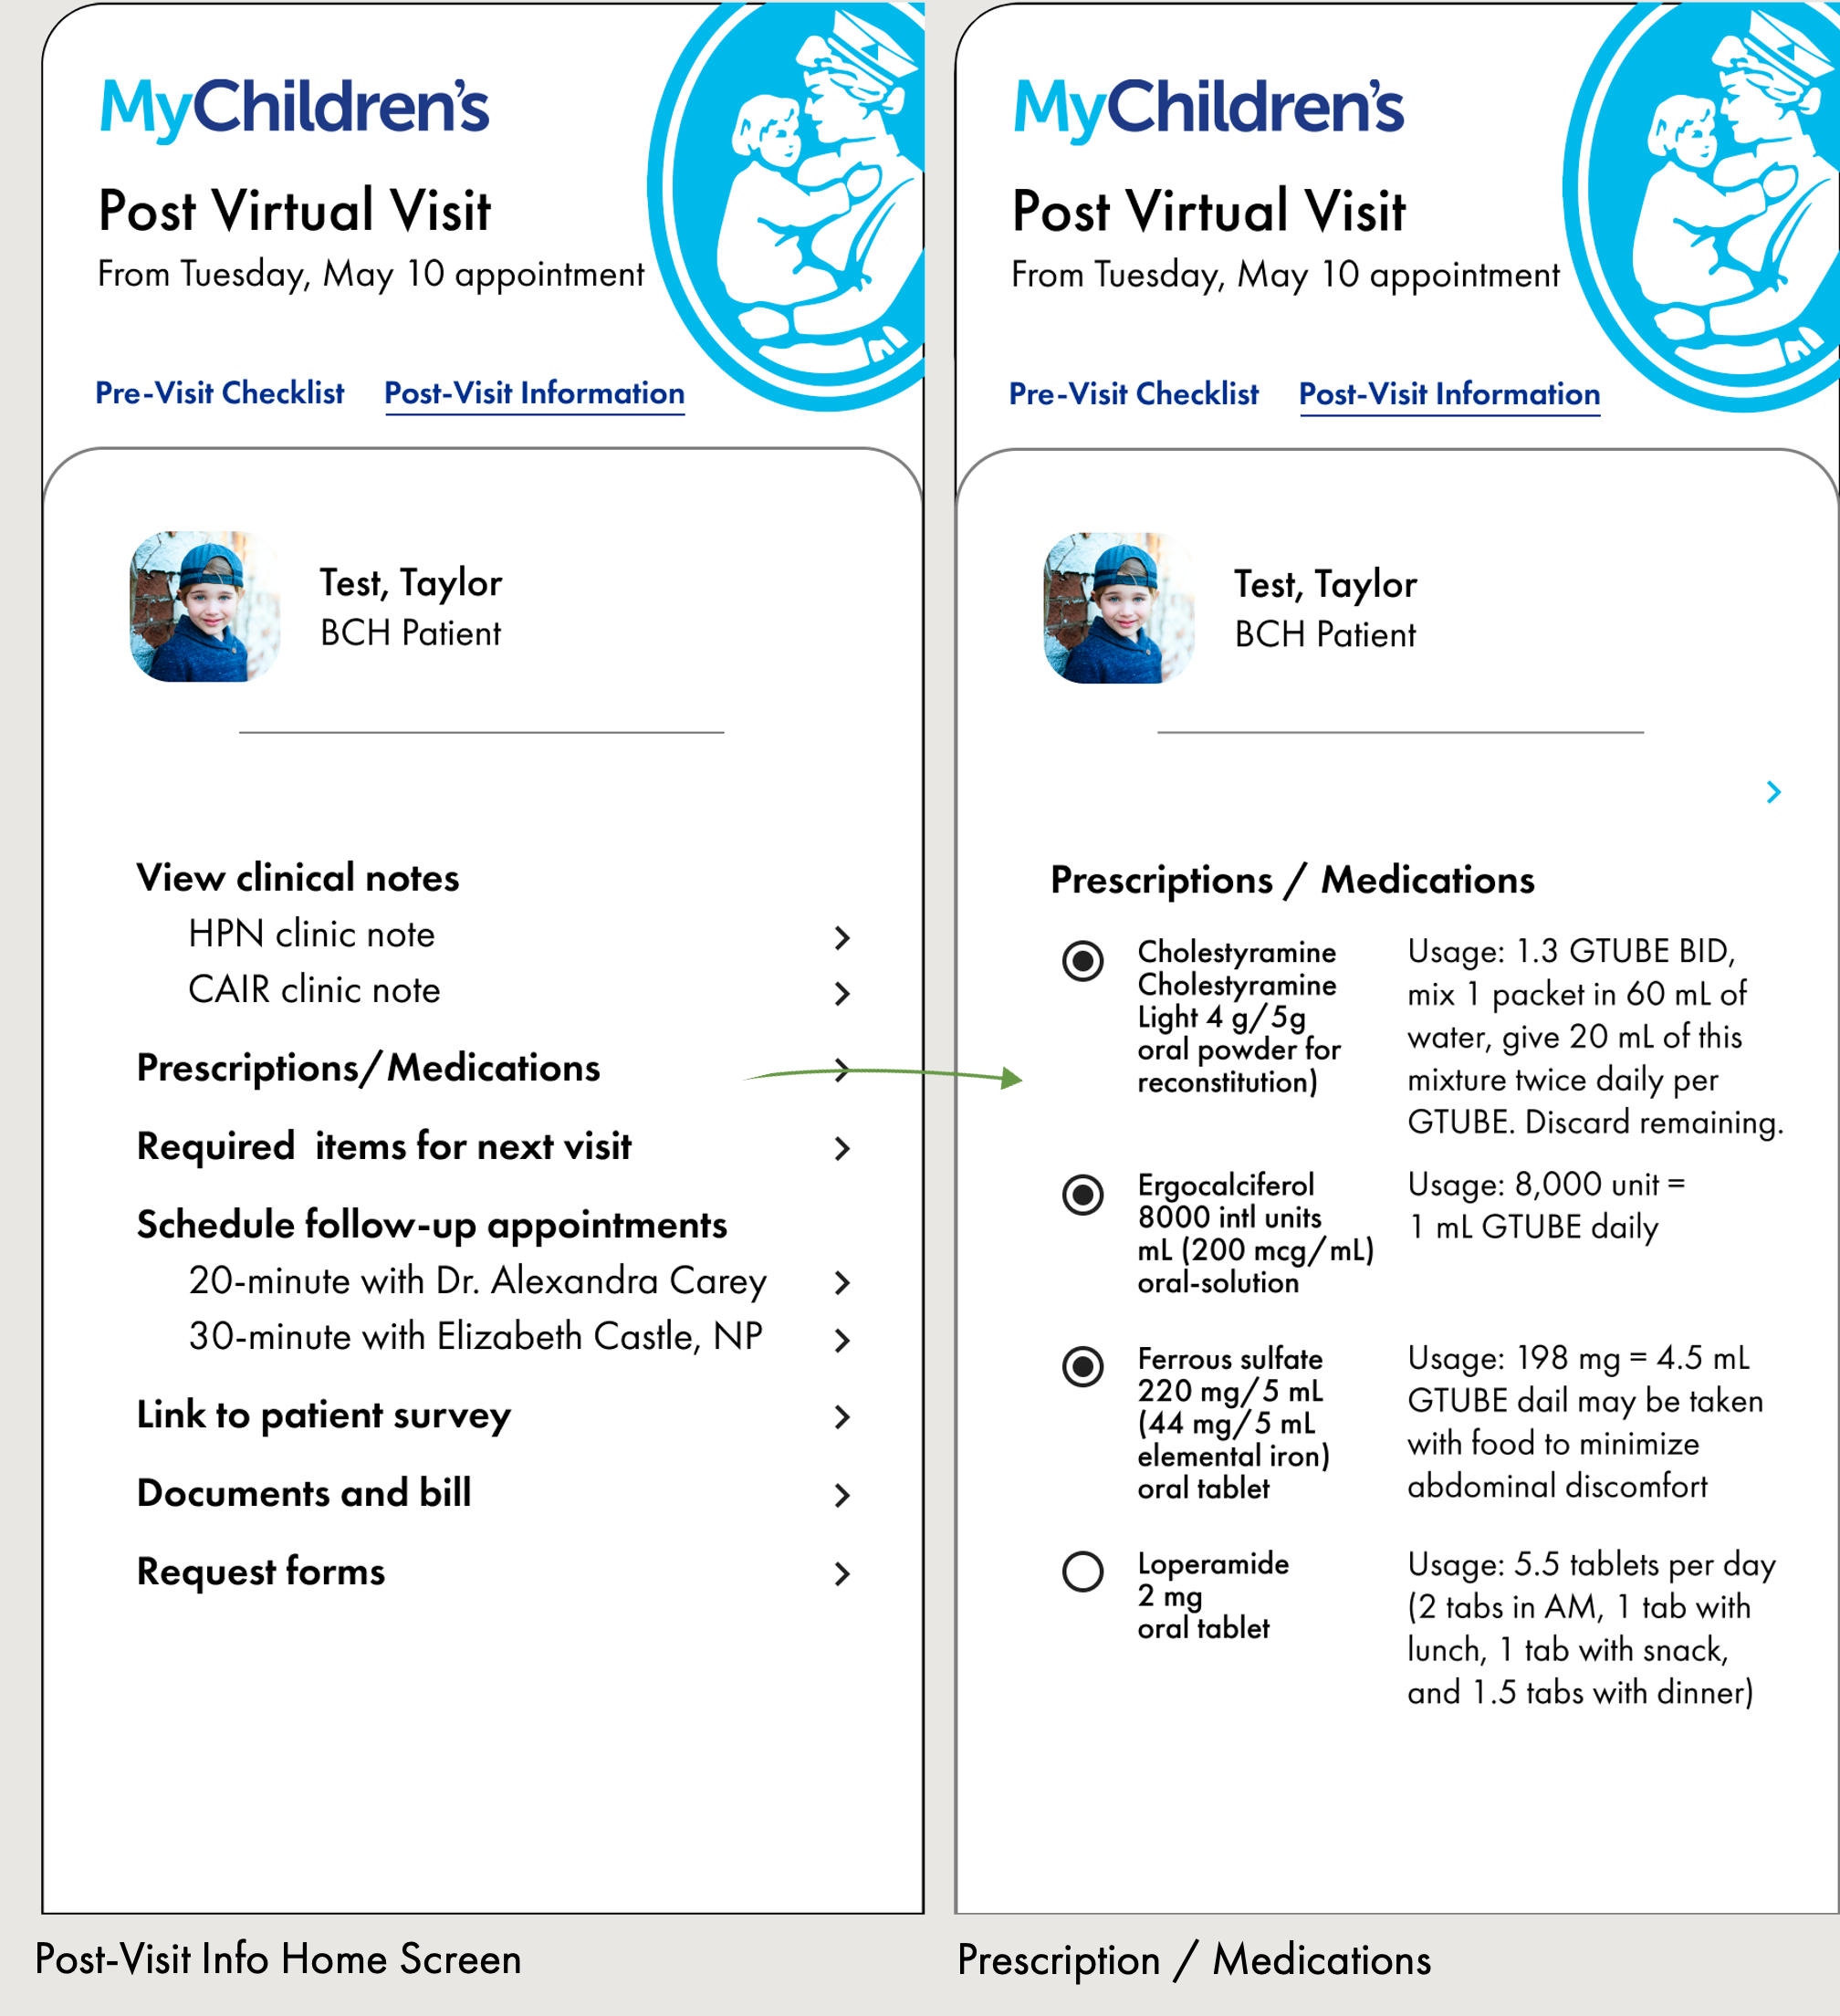 MyChildren's
Post Virtual Visit
From Tuesday, May 10 appointment
Pre-Visit Checklist
Post-Visit Information
Test, Taylor
BCH Patient
View clinical notes
HPN clinic note
CAIR clinic note
Prescriptions/Medications
Required items for next visit
Schedule follow-up appointments
20-minute with Dr. Alexandra Carey
30-minute with Elizabeth Castle, NP
Link to patient survey
Documents and bill
Request forms
Post-Visit Info Home Screen
MyChildren's
Post Virtual Visit
From Tuesday, May 10 appointment
Pre-Visit Checklist
Post-Visit Information
Test, Taylor
BCH Patient
Prescriptions / Medications
Cholestyramine
Cholestyramine
Light 4 g/5g
oral powder for
reconstitution)
Usage: 1.3 GTUBE BID,
mix 1 packet in 60 mL of
water, give 20 mL of this
mixture twice daily per
GTUBE. Discard remaining.
Ergocalciferol
8000 intl units
mL (200 mcg/mL)
oral-solution
Usage: 8,000 unit =
1 mL GTUBE daily
Ferrous sulfate
220 mg/5 mL
(44 mg/5 mL
elemental iron)
oral tablet
Usage: 198 mg = 4.5 mL
GTUBE dail may be taken
with food to minimize
abdominal discomfort
Loperamide
2 mg
oral tablet
Usage: 5.5 tablets per day
(2 tabs in AM, 1 tab with
lunch, 1 tab with snack,
and 1.5 tabs with dinner)
Prescription / Medications